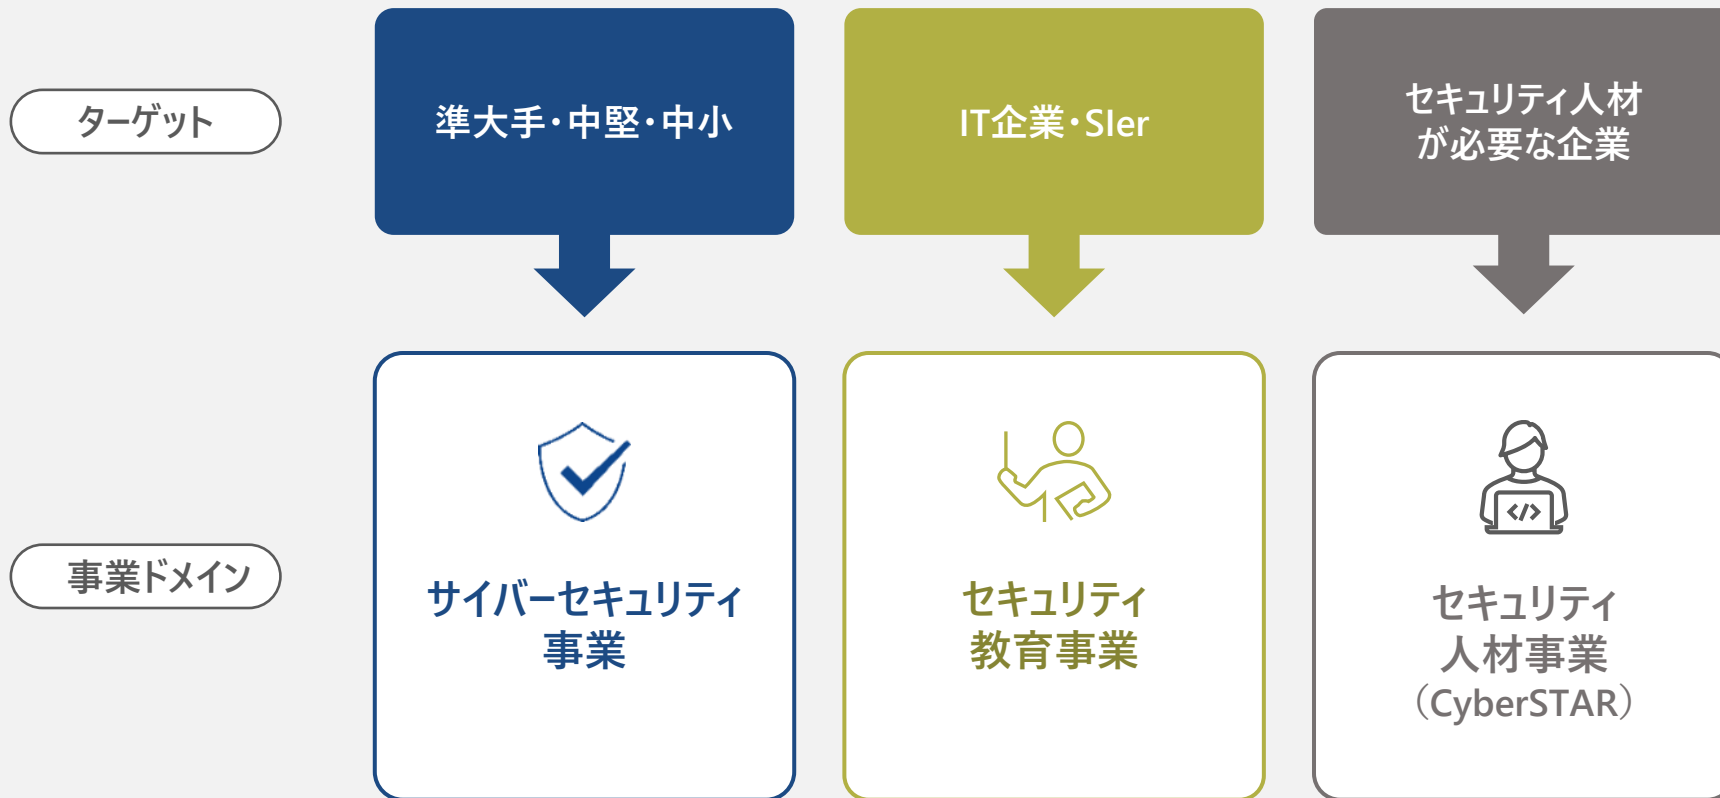 ターゲット
準大手・中堅・中小
IT企業・SIer
セキュリティ人材
が必要な企業
事業ドメイン
サイバーセキュリティ
事業
セキュリティ
教育事業
</>
セキュリティ
人材事業
（CyberSTAR）